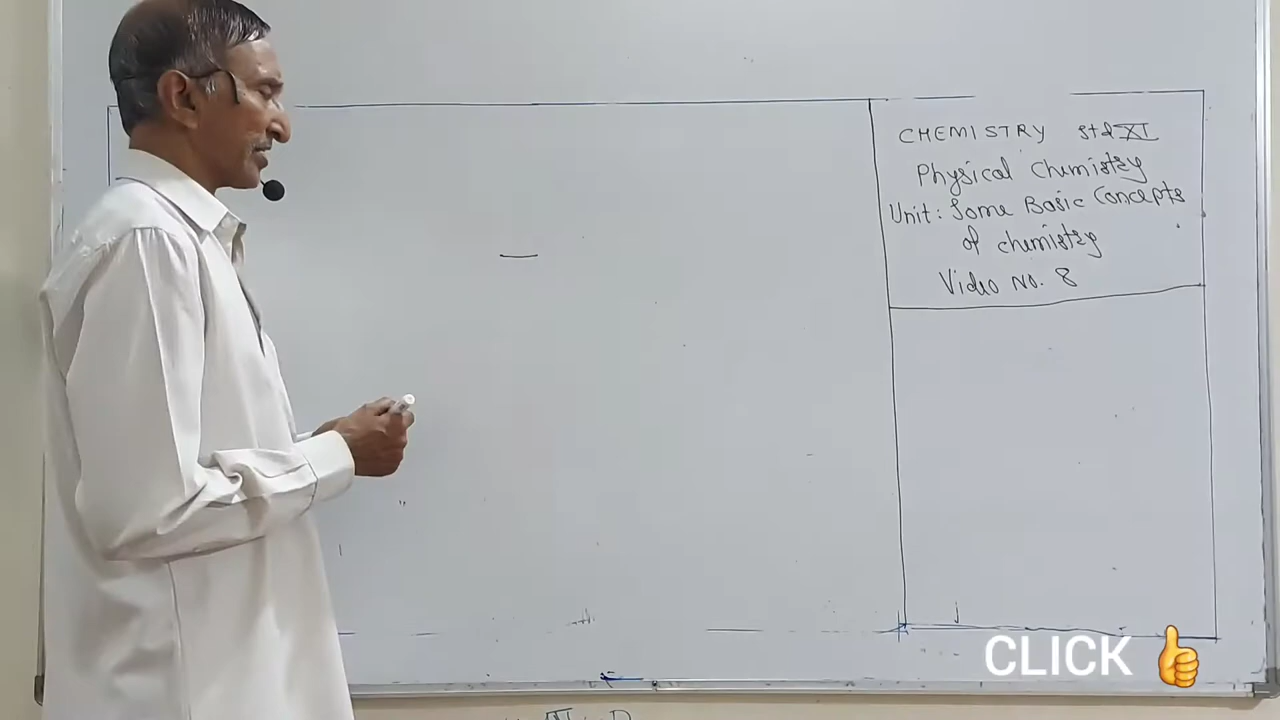 CHEMISTRY Std XI
Physical Chemistry
Unit: Some Basic Concepts
of chemistry
Video No. 8
CLICK